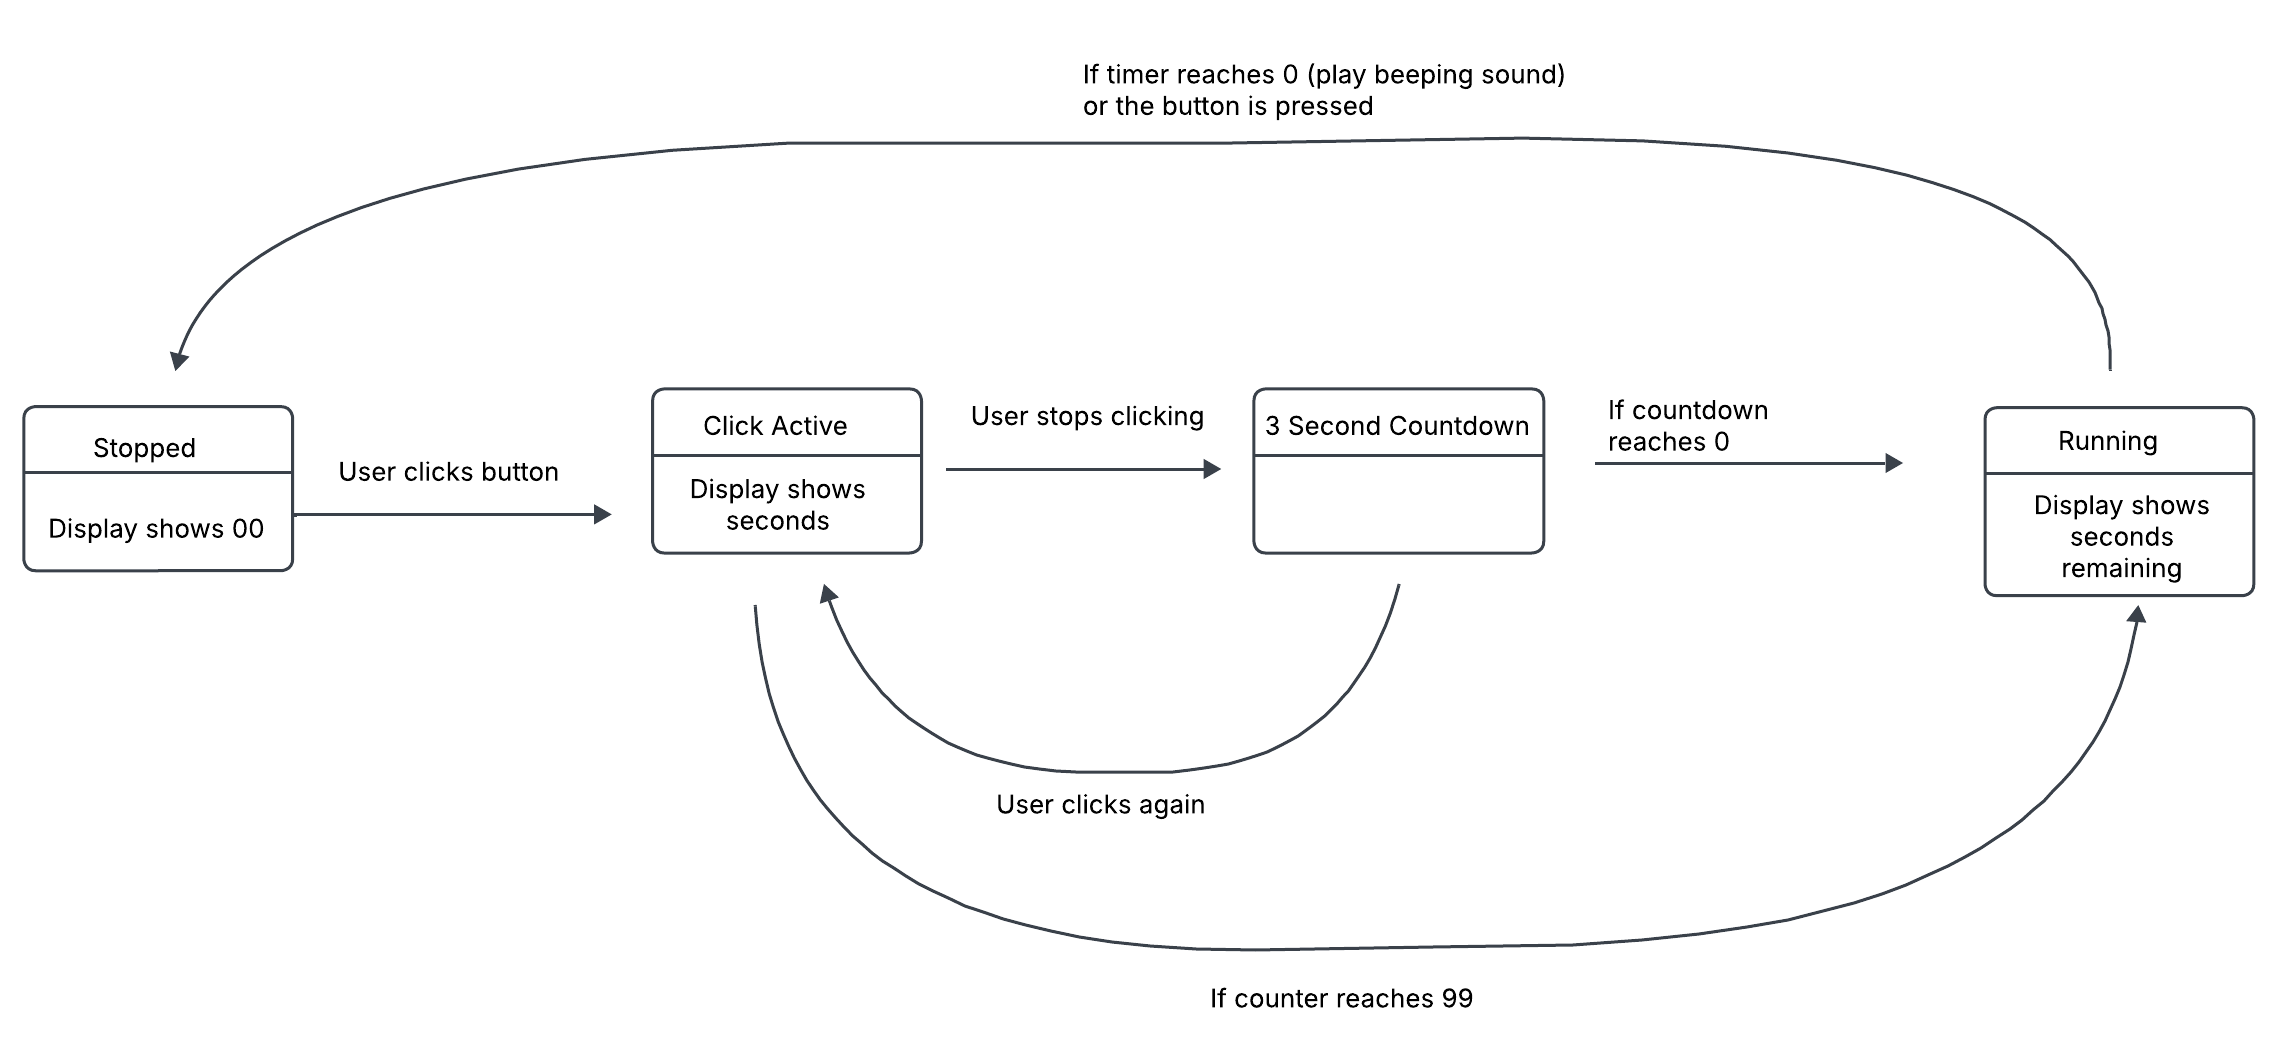 If timer reaches 0 (play beeping sound)
or the button is pressed
Stopped
Display shows 00
User clicks button
Click Active
Display shows
seconds
User stops clicking
3 Second Countdown
If countdown
reaches 0
Running
Display shows
seconds
remaining
User clicks again
If counter reaches 99